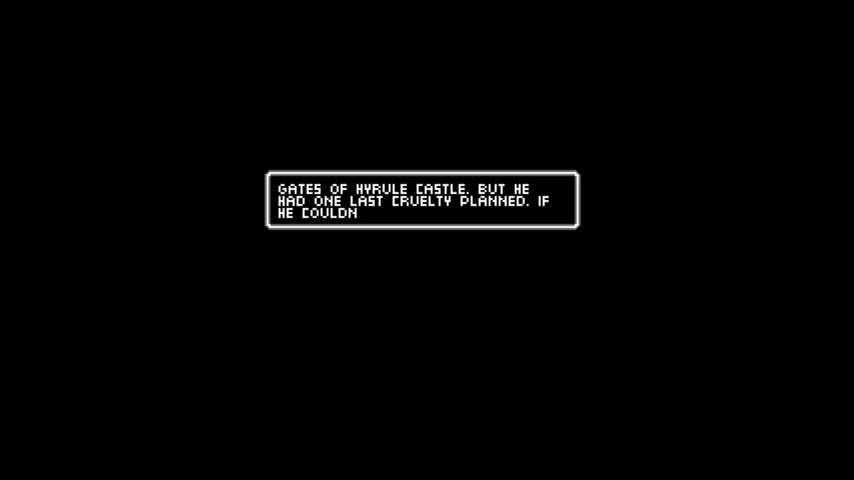 GATES OF HYRULE CASTLE. BUT HE
HAD ONE LAST CRUELTY PLANNED. IF
HE COULDN